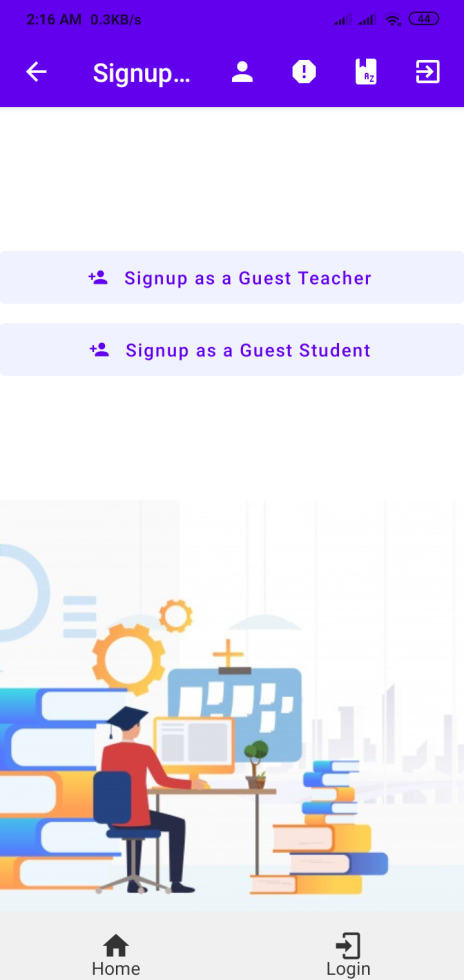 2:16 AM 0.3KB/s 44
Signup...
Signup as a Guest Teacher
Signup as a Guest Student
Home Login